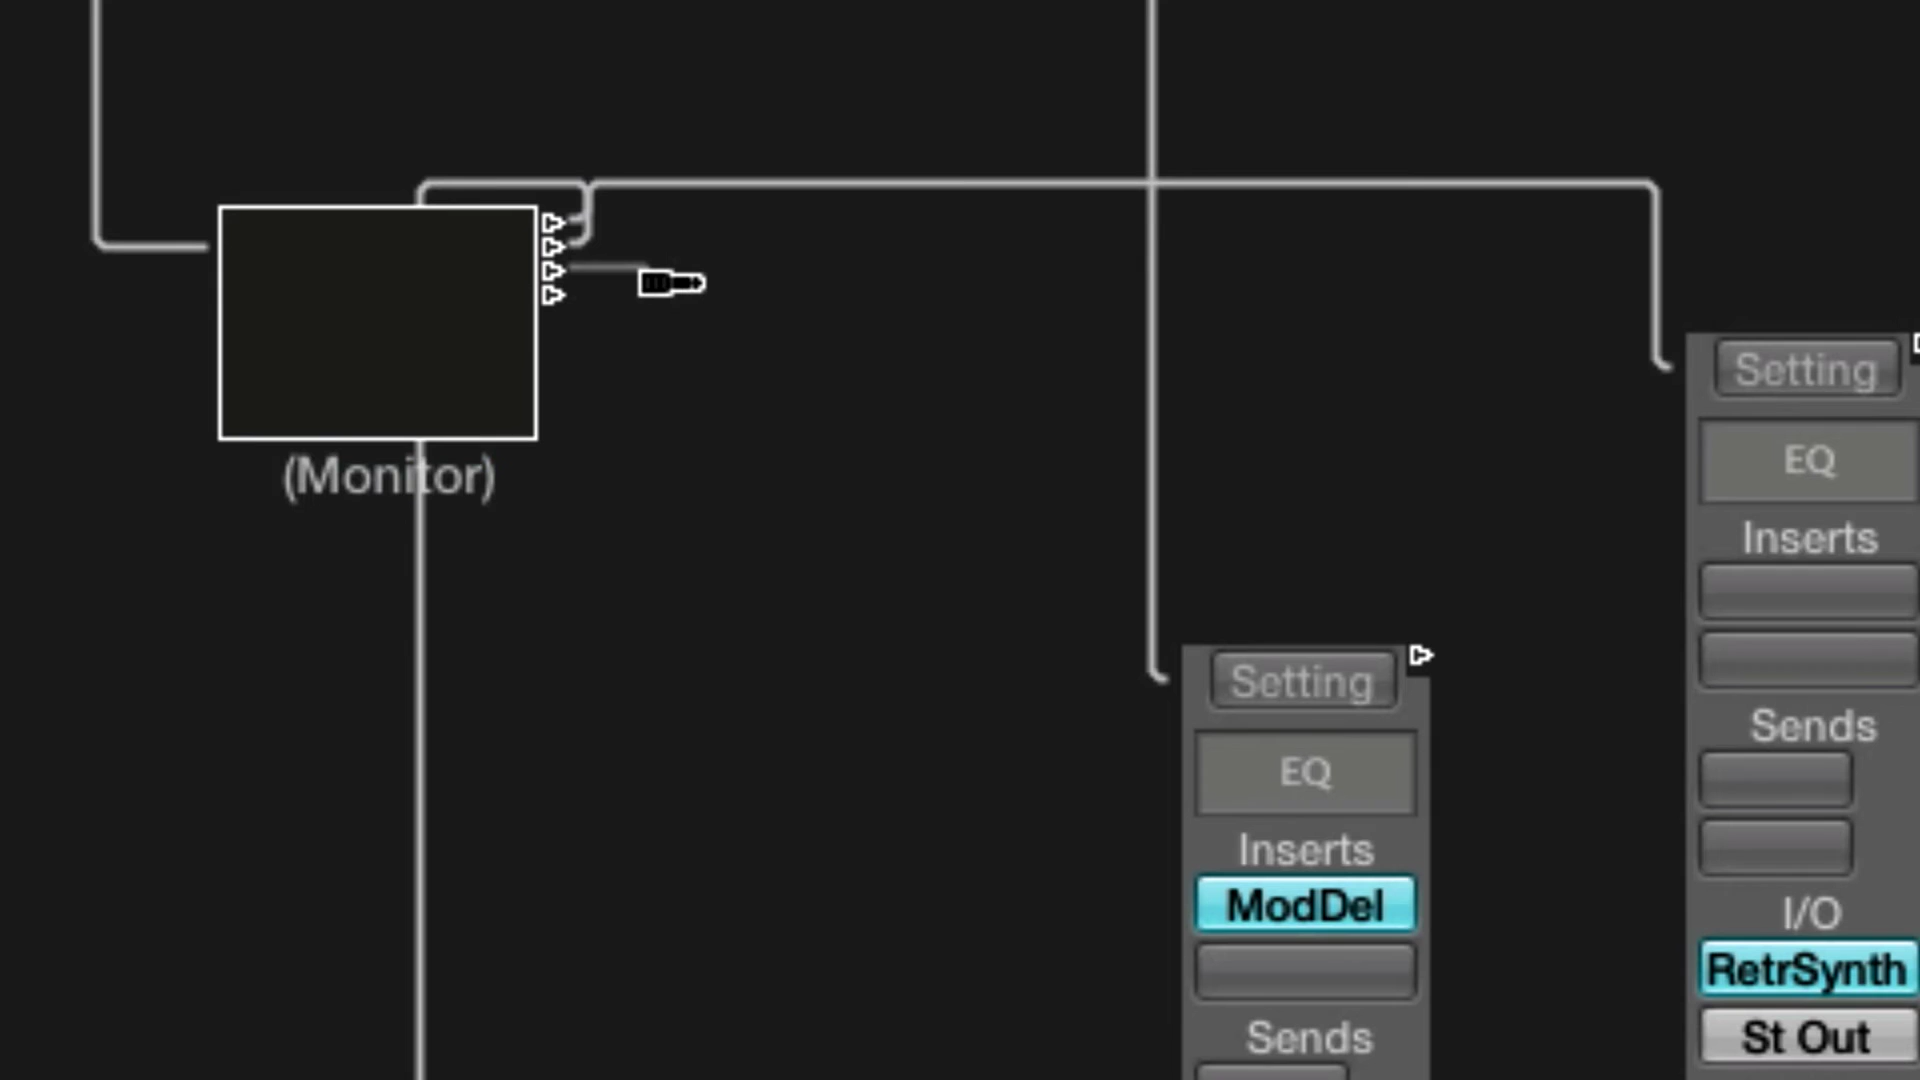 (Monitor)
Setting
EQ
Inserts
ModDel
Sends
Setting
EQ
Inserts
Sends
I/O
RetrSynth
St Out